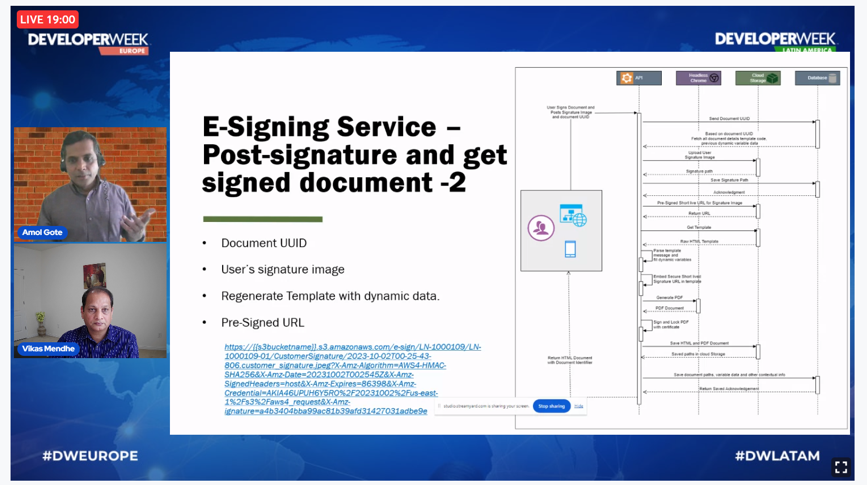 LIVE 19:00
DEVELOPERWEEK
EUROPE
DEVELOPERWEEK
LATIN AMERICA
E-Signing Service –
Post-signature and get
signed document -2
• Document UUID
• User's signature image
• Regenerate Template with dynamic data.
• Pre-Signed URL
https://[{s3bucketname}].s3.amazonaws.com/e-sign/LN-
1000109/LN-
1000109-01/CustomerSignature/2023-10-02T00-25-43-
806.customer_signature.jpeg?X-Amz-Algorithm=AWS4-HMAC-
SHA256&X-Amz-Date=20231002T002545Z&X-Amz-
SignedHeaders=host&X-Amz-Expires=86398&X-Amz-
Credential=AKIA46UPUH6Y5R0%2F20231002%2Fus-east-
1%2Fs3%2Faws4_request&X-Amz-
ignature=a4b3404bba99ac81b39afd31427031adbe9e
API
Headless
Chrome
Cloud
Storage
Database
User Signs Document and
Posts Signature Image
and document UUID
Send Document UUID
Based on document UUID
Fetch all document details template code,
previous dynamic variable data
Upload User
Signature Image
Signature path
Save Signature Path
Acknowledgment
Pre-Signed Short live URL for Signature Image
Return URL
Get Template
Raw HTML Template
Parse template
message and
fit dynamic variables
Embed Secure Short lived
Signature URL in template
Generate PDF
PDF Document
Sign and Lock PDF
with certificate
Save HTML and PDF Document
Saved paths in cloud Storage
Return HTML Document
with Document Identifier
Save document paths, variable data and other contextual info.
Return Saved Acknowledgement
studio.streamyard.com is sharing your screen.
Stop sharing
Hide
Amol Gote
Vikas Mendhe
#DWEUROPE
#DWLATAM